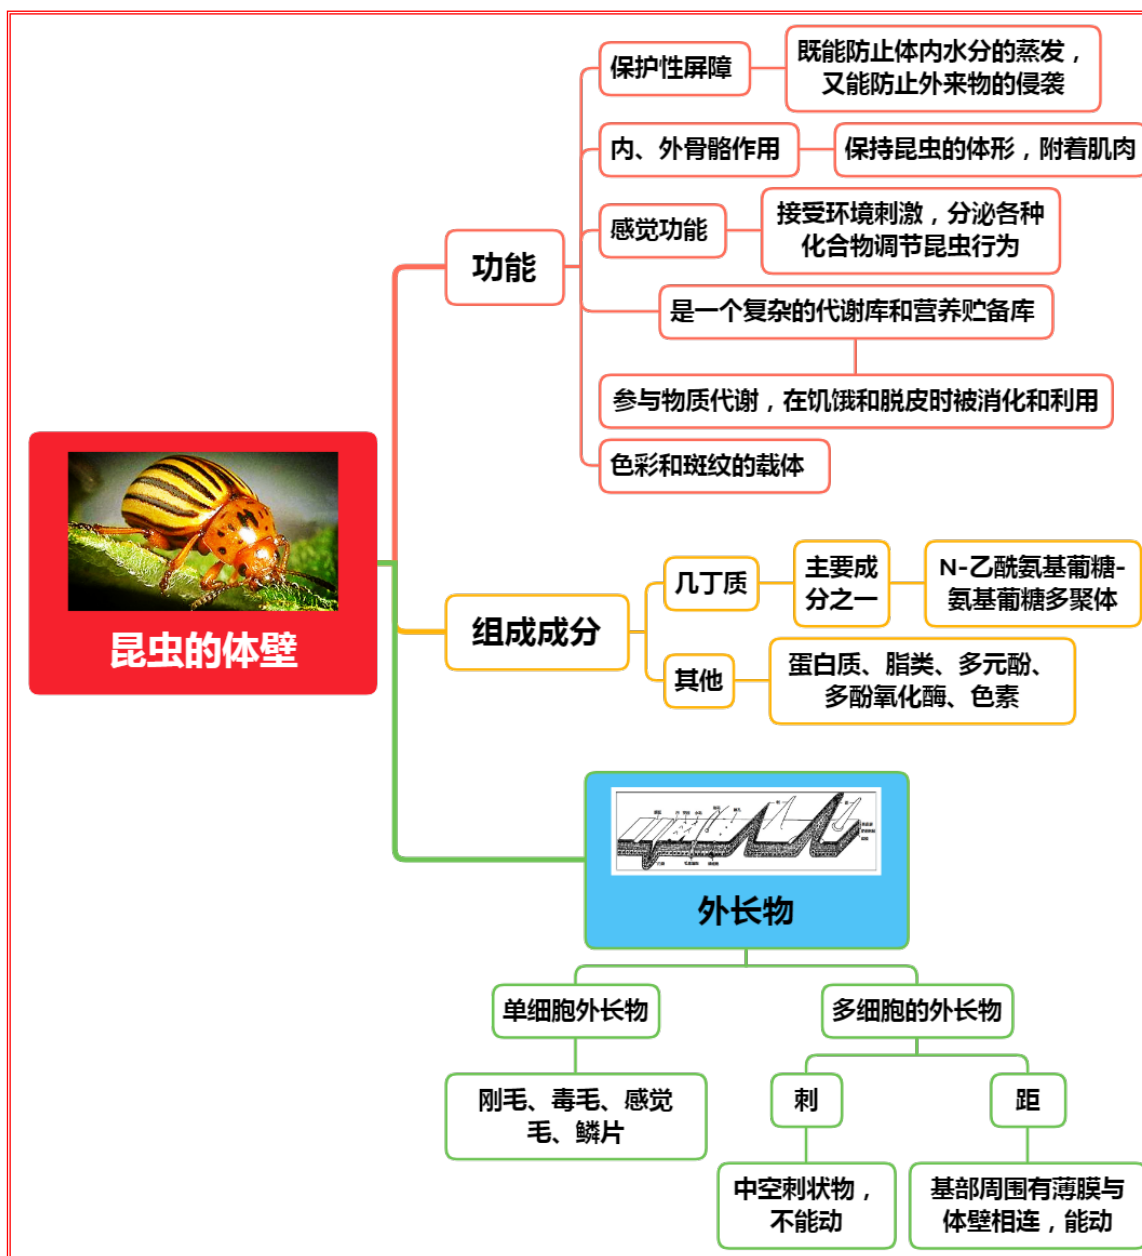 保护性屏障
既能防止体内水分的蒸发，
又能防止外来物的侵袭
内、外骨骼作用
保持昆虫的体形，附着肌肉
感觉功能
接受环境刺激，分泌各种
化合物调节昆虫行为
功能
是一个复杂的代谢库和营养贮备库
参与物质代谢，在饥饿和脱皮时被消化和利用
色彩和斑纹的载体
昆虫的体壁
组成成分
几丁质
主要成
分之一
N-乙酰氨基葡糖-
氨基葡糖多聚体
其他
蛋白质、脂类、多元酚、
多酚氧化酶、色素
外长物
单细胞外长物
刚毛、毒毛、感觉
毛、鳞片
多细胞的外长物
刺
中空刺状物，
不能动
距
基部周围有薄膜与
体壁相连，能动